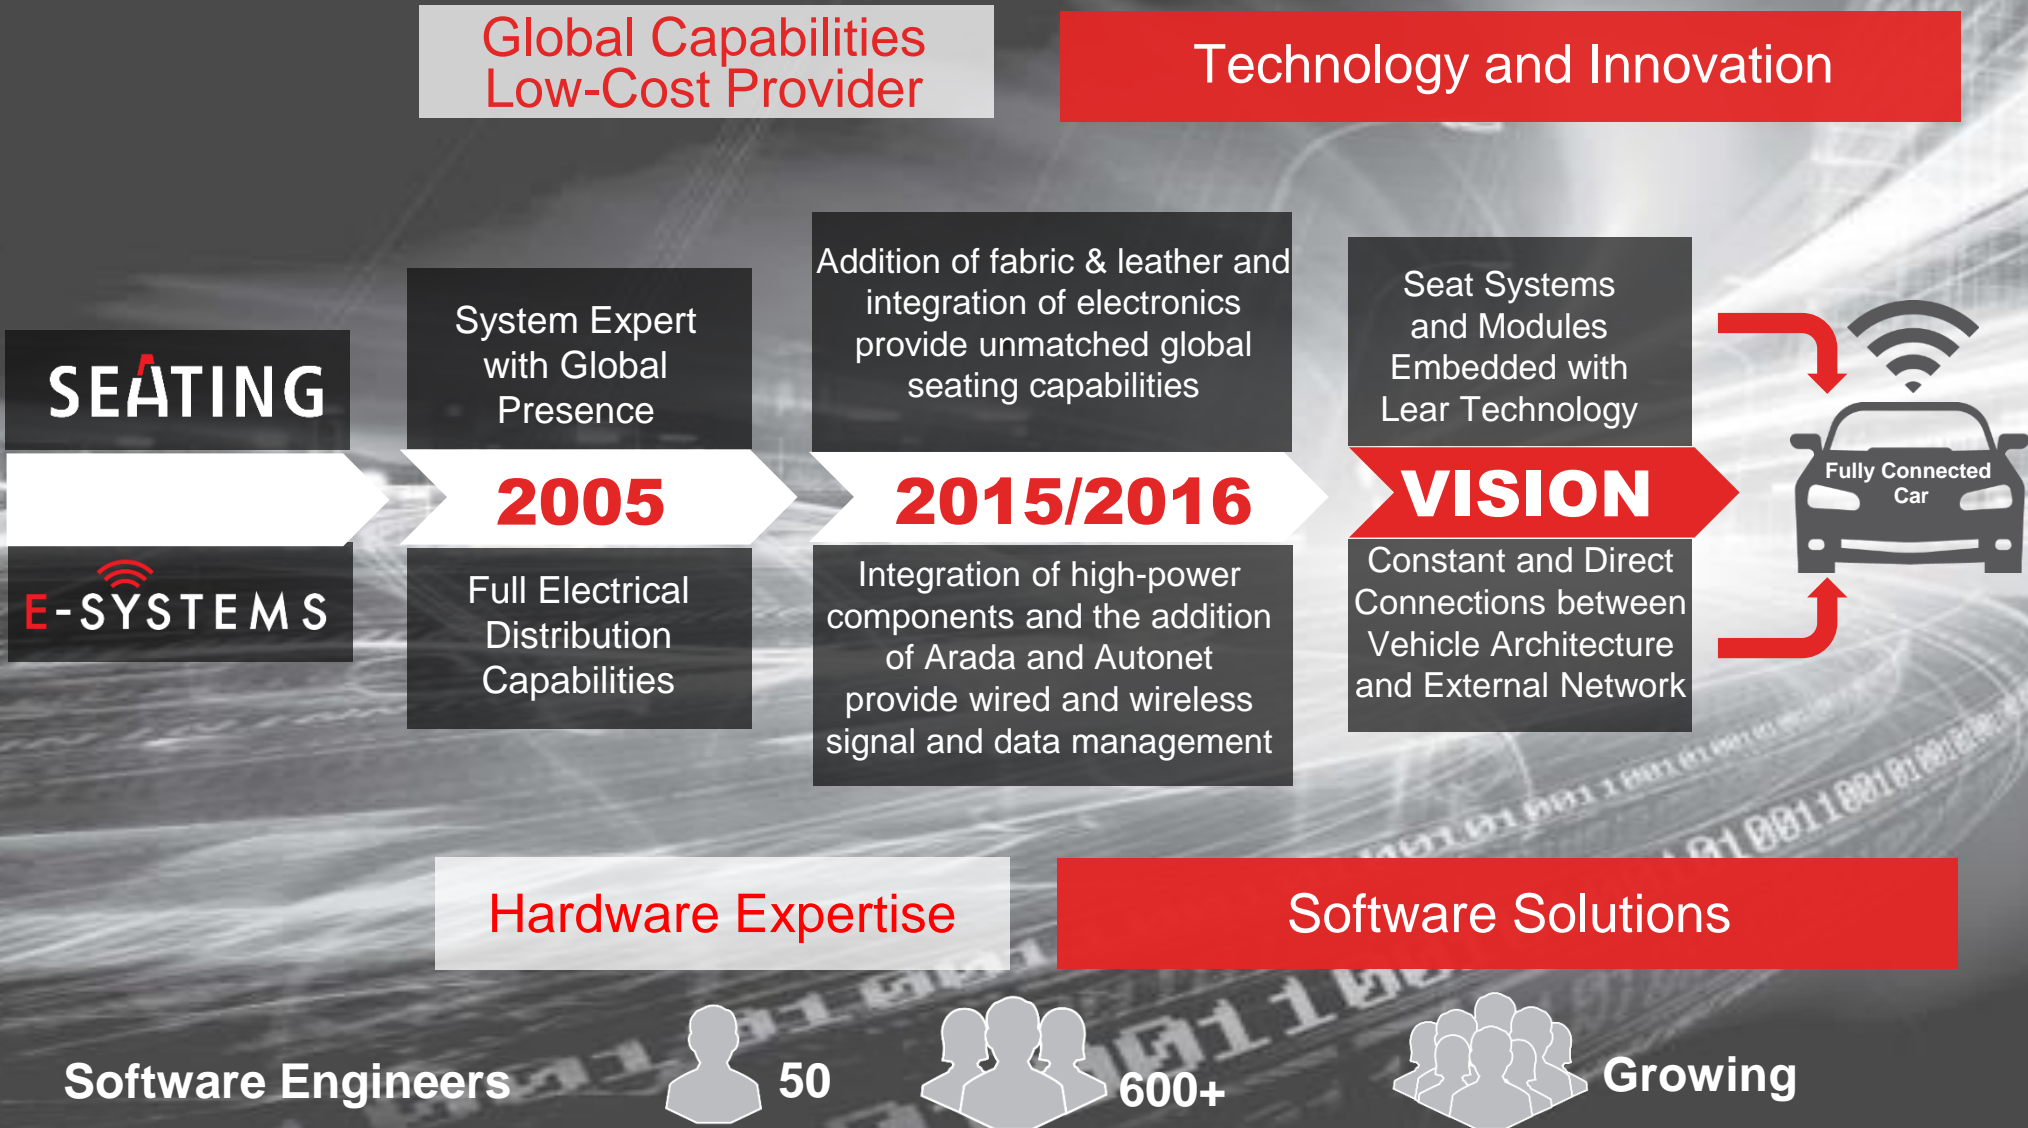 Global Capabilities
Low-Cost Provider
Technology and Innovation
SEATING
System Expert
with Global
Presence
Addition of fabric & leather and
integration of electronics
provide unmatched global
seating capabilities
Seat Systems
and Modules
Embedded with
Lear Technology
2005
2015/2016
VISION
Fully Connected
Car
E-SYSTEMS
Full Electrical
Distribution
Capabilities
Integration of high-power
components and the addition
of Arada and Autonet
provide wired and wireless
signal and data management
Constant and Direct
Connections between
Vehicle Architecture
and External Network
Hardware Expertise
Software Solutions
Software Engineers
50
600+
Growing